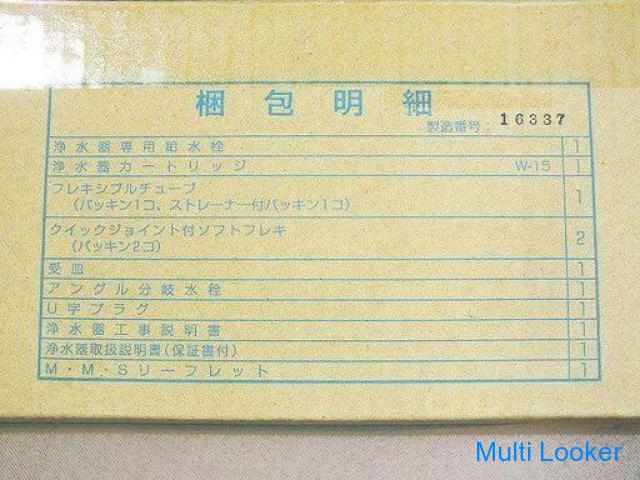 梱包明細
製造番号: 16337
浄水器専用給水栓 1
浄水器カートリッジ W-15 1
フレキシブルチューブ
(パッキン1コ、ストレーナー付パッキン1コ) 1
クイックジョイント付ソフトフレキ
(パッキン2コ) 2
受皿 1
アングル分岐水栓 1
U字プラグ 1
浄水器工事説明書 1
浄水器取扱説明書(保証書付) 1
M・M・Sリーフレット 1
Multi Looker